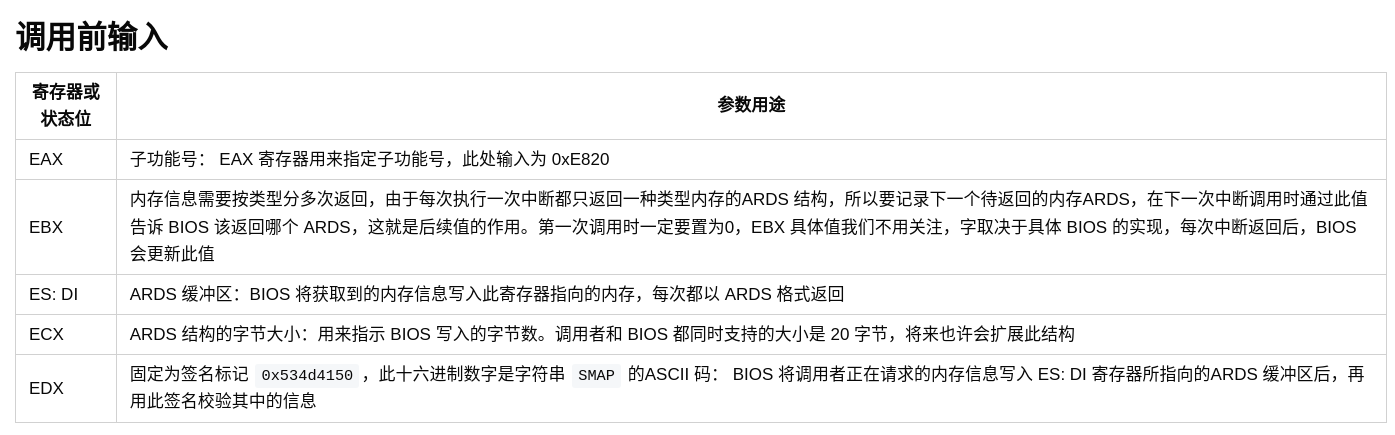 调用前输入
寄存器或
状态位
参数用途
EAX
子功能号： EAX 寄存器用来指定子功能号，此处输入为 0xE820
EBX
内存信息需要按类型分多次返回，由于每次执行一次中断都只返回一种类型内存的ARDS 结构，所以要记录下一个待返回的内存ARDS，在下一次中断调用时通过此值
告诉 BIOS 该返回哪个 ARDS，这就是后续值的作用。第一次调用时一定要置为0，EBX 具体值我们不用关注，字取决于具体 BIOS 的实现，每次中断返回后，BIOS
会更新此值
ES: DI
ARDS 缓冲区：BIOS 将获取到的内存信息写入此寄存器指向的内存，每次都以 ARDS 格式返回
ECX
ARDS 结构的字节大小：用来指示 BIOS 写入的字节数。调用者和 BIOS 都同时支持的大小是 20 字节，将来也许会扩展此结构
EDX
固定为签名标记 0x534d4150 ，此十六进制数字是字符串 SMAP 的ASCII 码： BIOS 将调用者正在请求的内存信息写入 ES: DI 寄存器所指向的ARDS 缓冲区后，再
用此签名校验其中的信息